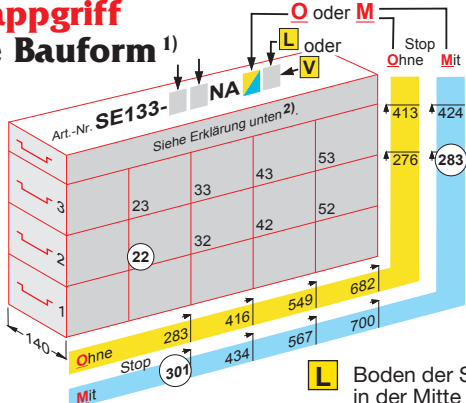 appgriff
e Bauform 1)
O oder M
L oder
V
Stop
Ohne Mit
Art.-Nr. SE133- NA
Siehe Erklärung unten 2).
413 424
276 283
23 33 43 53
22 32 42 52
3
2
1
140
Ohne 283 416 549 682
Stop
Mit 301 434 567 700
L Boden der S
in der Mitte